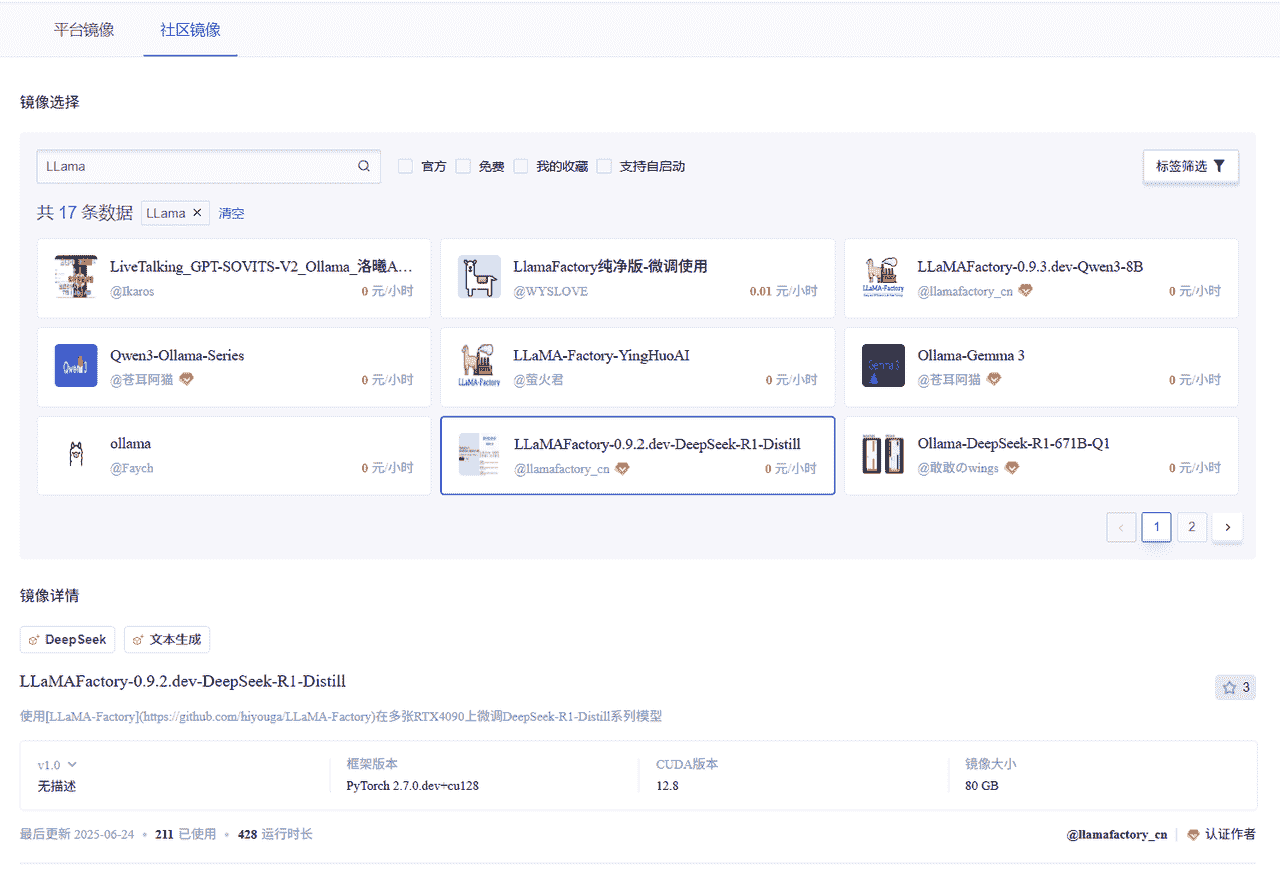 平台镜像 社区镜像
镜像选择
LLama 官方 免费 我的收藏 支持自启动 标签筛选
共 17 条数据 LLama × 清空
LiveTalking_GPT-SOVITS-V2_Ollama_洛曦A...
@Ikaros 0 元/小时
LlamaFactory纯净版-微调使用
@WYSLOVE 0.01 元/小时
LLaMAFactory-0.9.3.dev-Qwen3-8B
@llamafactory_cn 0 元/小时
Qwen3-Ollama-Series
@苍耳阿猫 0 元/小时
LLaMA-Factory-YingHuoAI
@萤火君 0 元/小时
Ollama-Gemma 3
@苍耳阿猫 0 元/小时
ollama
@Faych 0 元/小时
LLaMAFactory-0.9.2.dev-DeepSeek-R1-Distill
@llamafactory_cn 0 元/小时
Ollama-DeepSeek-R1-671B-Q1
@敢敢のwings 0 元/小时
< 1 2 >
镜像详情
DeepSeek 文本生成
LLaMAFactory-0.9.2.dev-DeepSeek-R1-Distill
3
使用[LLaMA-Factory](https://github.com/hiyouga/LLaMA-Factory)在多张RTX4090上微调DeepSeek-R1-Distill系列模型
v1.0 框架版本 CUDA版本 镜像大小
无描述 PyTorch 2.7.0.dev+cu128 12.8 80 GB
最后更新 2025-06-24 • 211 已使用 • 428 运行时长 @llamafactory_cn 认证作者